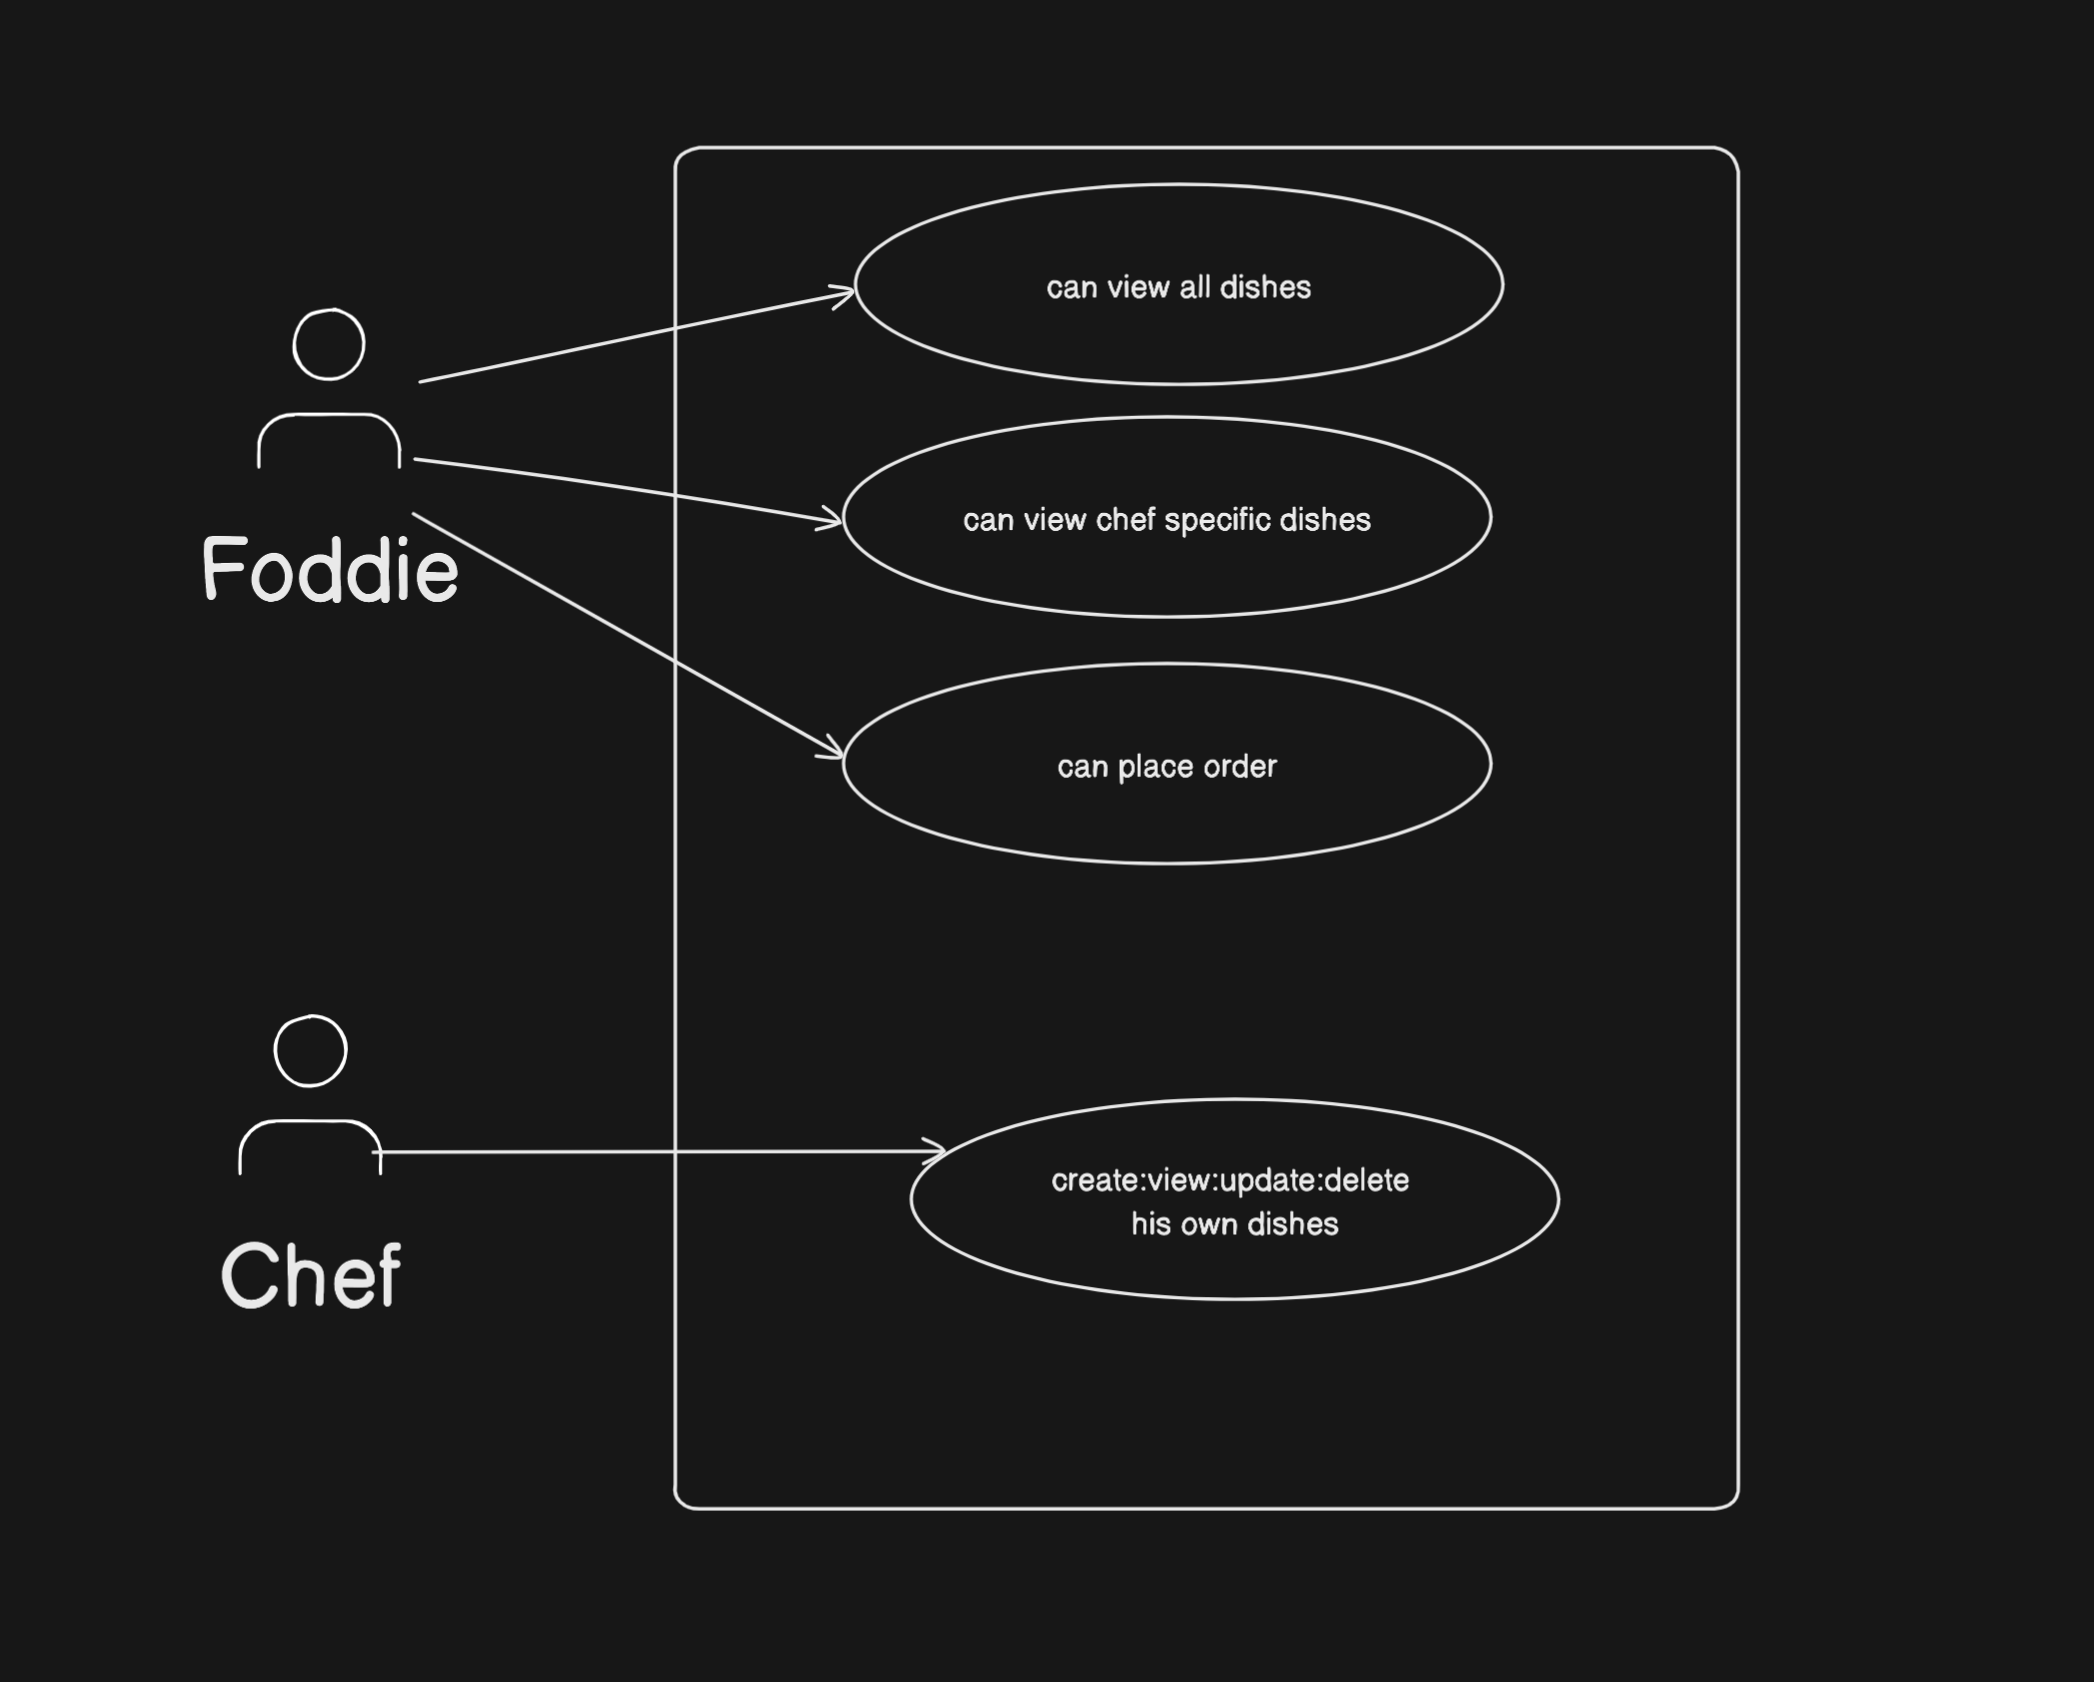 can view all dishes
can view chef specific dishes
Foddie
can place order
create:view:update:delete
his own dishes
Chef